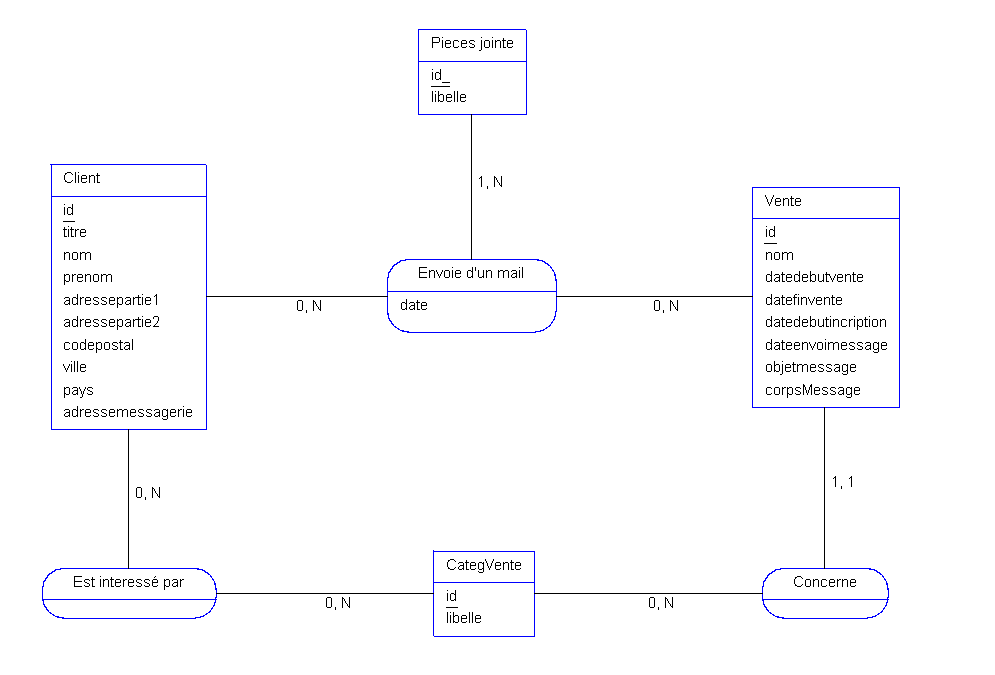 Pieces jointe
id_
libelle
1, N
Client
id
titre
nom
prenom
adressepartie1
adressepartie2
codepostal
ville
pays
adressemessagerie
0, N
Envoie d'un mail
date
0, N
Vente
id
nom
datedebutvente
datefinvente
datedebutincription
dateenvoimessage
objetmessage
corpsMessage
0, N
1, 1
Est interessé par
0, N
CategVente
id
libelle
0, N
Concerne